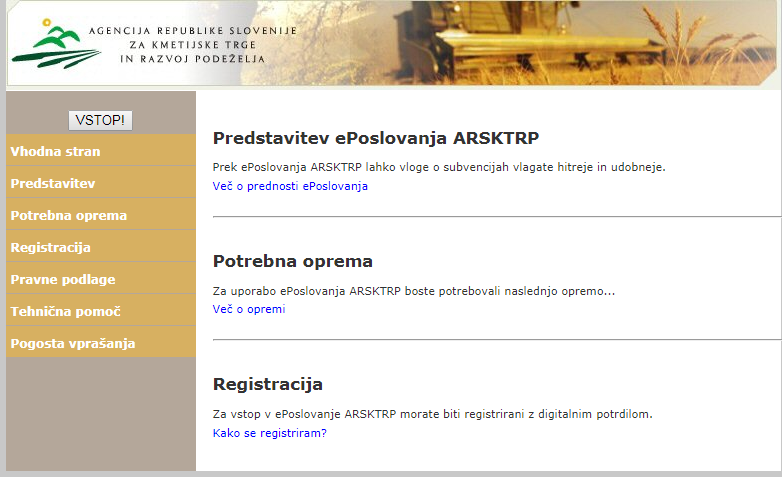 AGENCIJA REPUBLIKE SLOVENIJE
ZA KMETIJSKE TRGE
IN RAZVOJ PODEŽELJA
VSTOP!
Vhodna stran
Predstavitev
Potrebna oprema
Registracija
Pravne podlage
Tehnična pomoč
Pogosta vprašanja
Predstavitev ePoslovanja ARSKTRP
Prek ePoslovanja ARSKTRP lahko vloge o subvencijah vlagate hitreje in udobneje.
Več o prednosti ePoslovanja
Potrebna oprema
Za uporabo ePoslovanja ARSKTRP boste potrebovali naslednjo opremo...
Več o opremi
Registracija
Za vstop v ePoslovanje ARSKTRP morate biti registrirani z digitalnim potrdilom.
Kako se registriram?